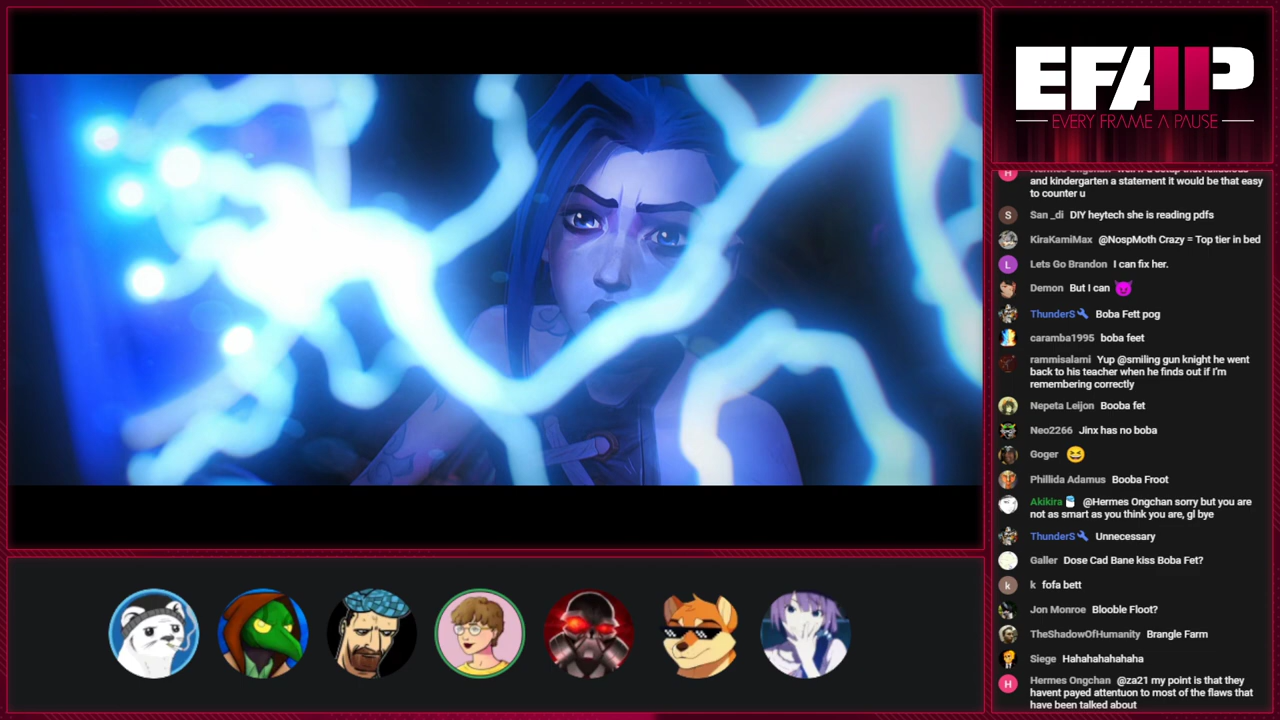 EFAP
EVERY FRAME A PAUSE
Hermes Ongchan
and kindergarten a statement it would be that easy
to counter u
San _di DIY heytech she is reading pdfs
KiraKamiMax @NospMoth Crazy = Top tier in bed
Lets Go Brandon I can fix her.
Demon But I can 😈
ThunderS🔧 Boba Fett pog
caramba1995 boba feet
rammisalami Yup @smiling gun knight he went
back to his teacher when he finds out if I'm
remembering correctly
Nepeta Leijon Booba fet
Neo2266 Jinx has no boba
Goger 😆
Phillida Adamus Booba Froot
Akikira @Hermes Ongchan sorry but you are
not as smart as you think you are, gl bye
ThunderS🔧 Unnecessary
Galler Dose Cad Bane kiss Boba Fet?
k fofa bett
Jon Monroe Blooble Floot?
TheShadowOfHumanity Brangle Farm
Siege Hahahahahahaha
Hermes Ongchan @za21 my point is that they
havent payed attentuon to most of the flaws that
have been talked about